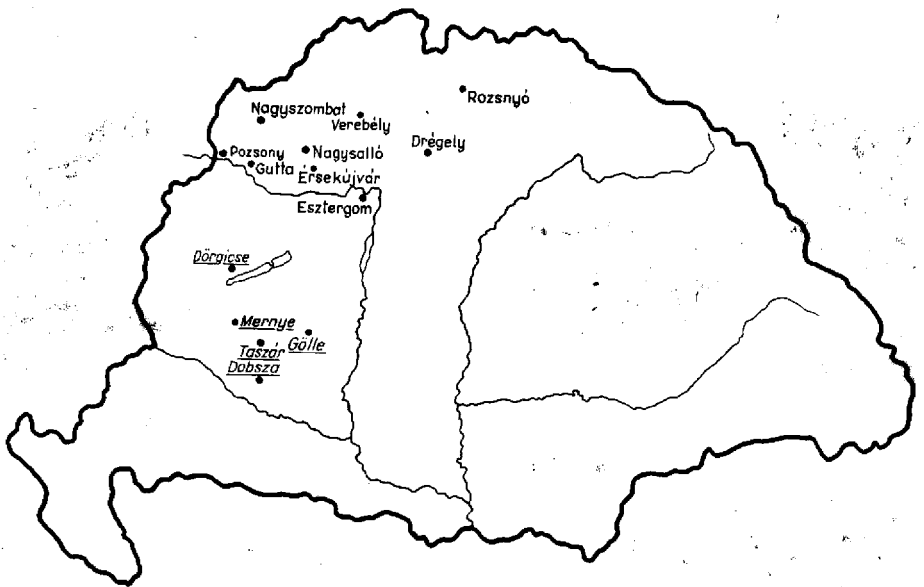 Rozsnyó
Nagyszombat
Verebély
Drégely
Pozsony
Nagysalló
Gutta
Érsekújvár
Esztergom
Dörgicse
Mernye
Gölle
Taszár
Dobsza